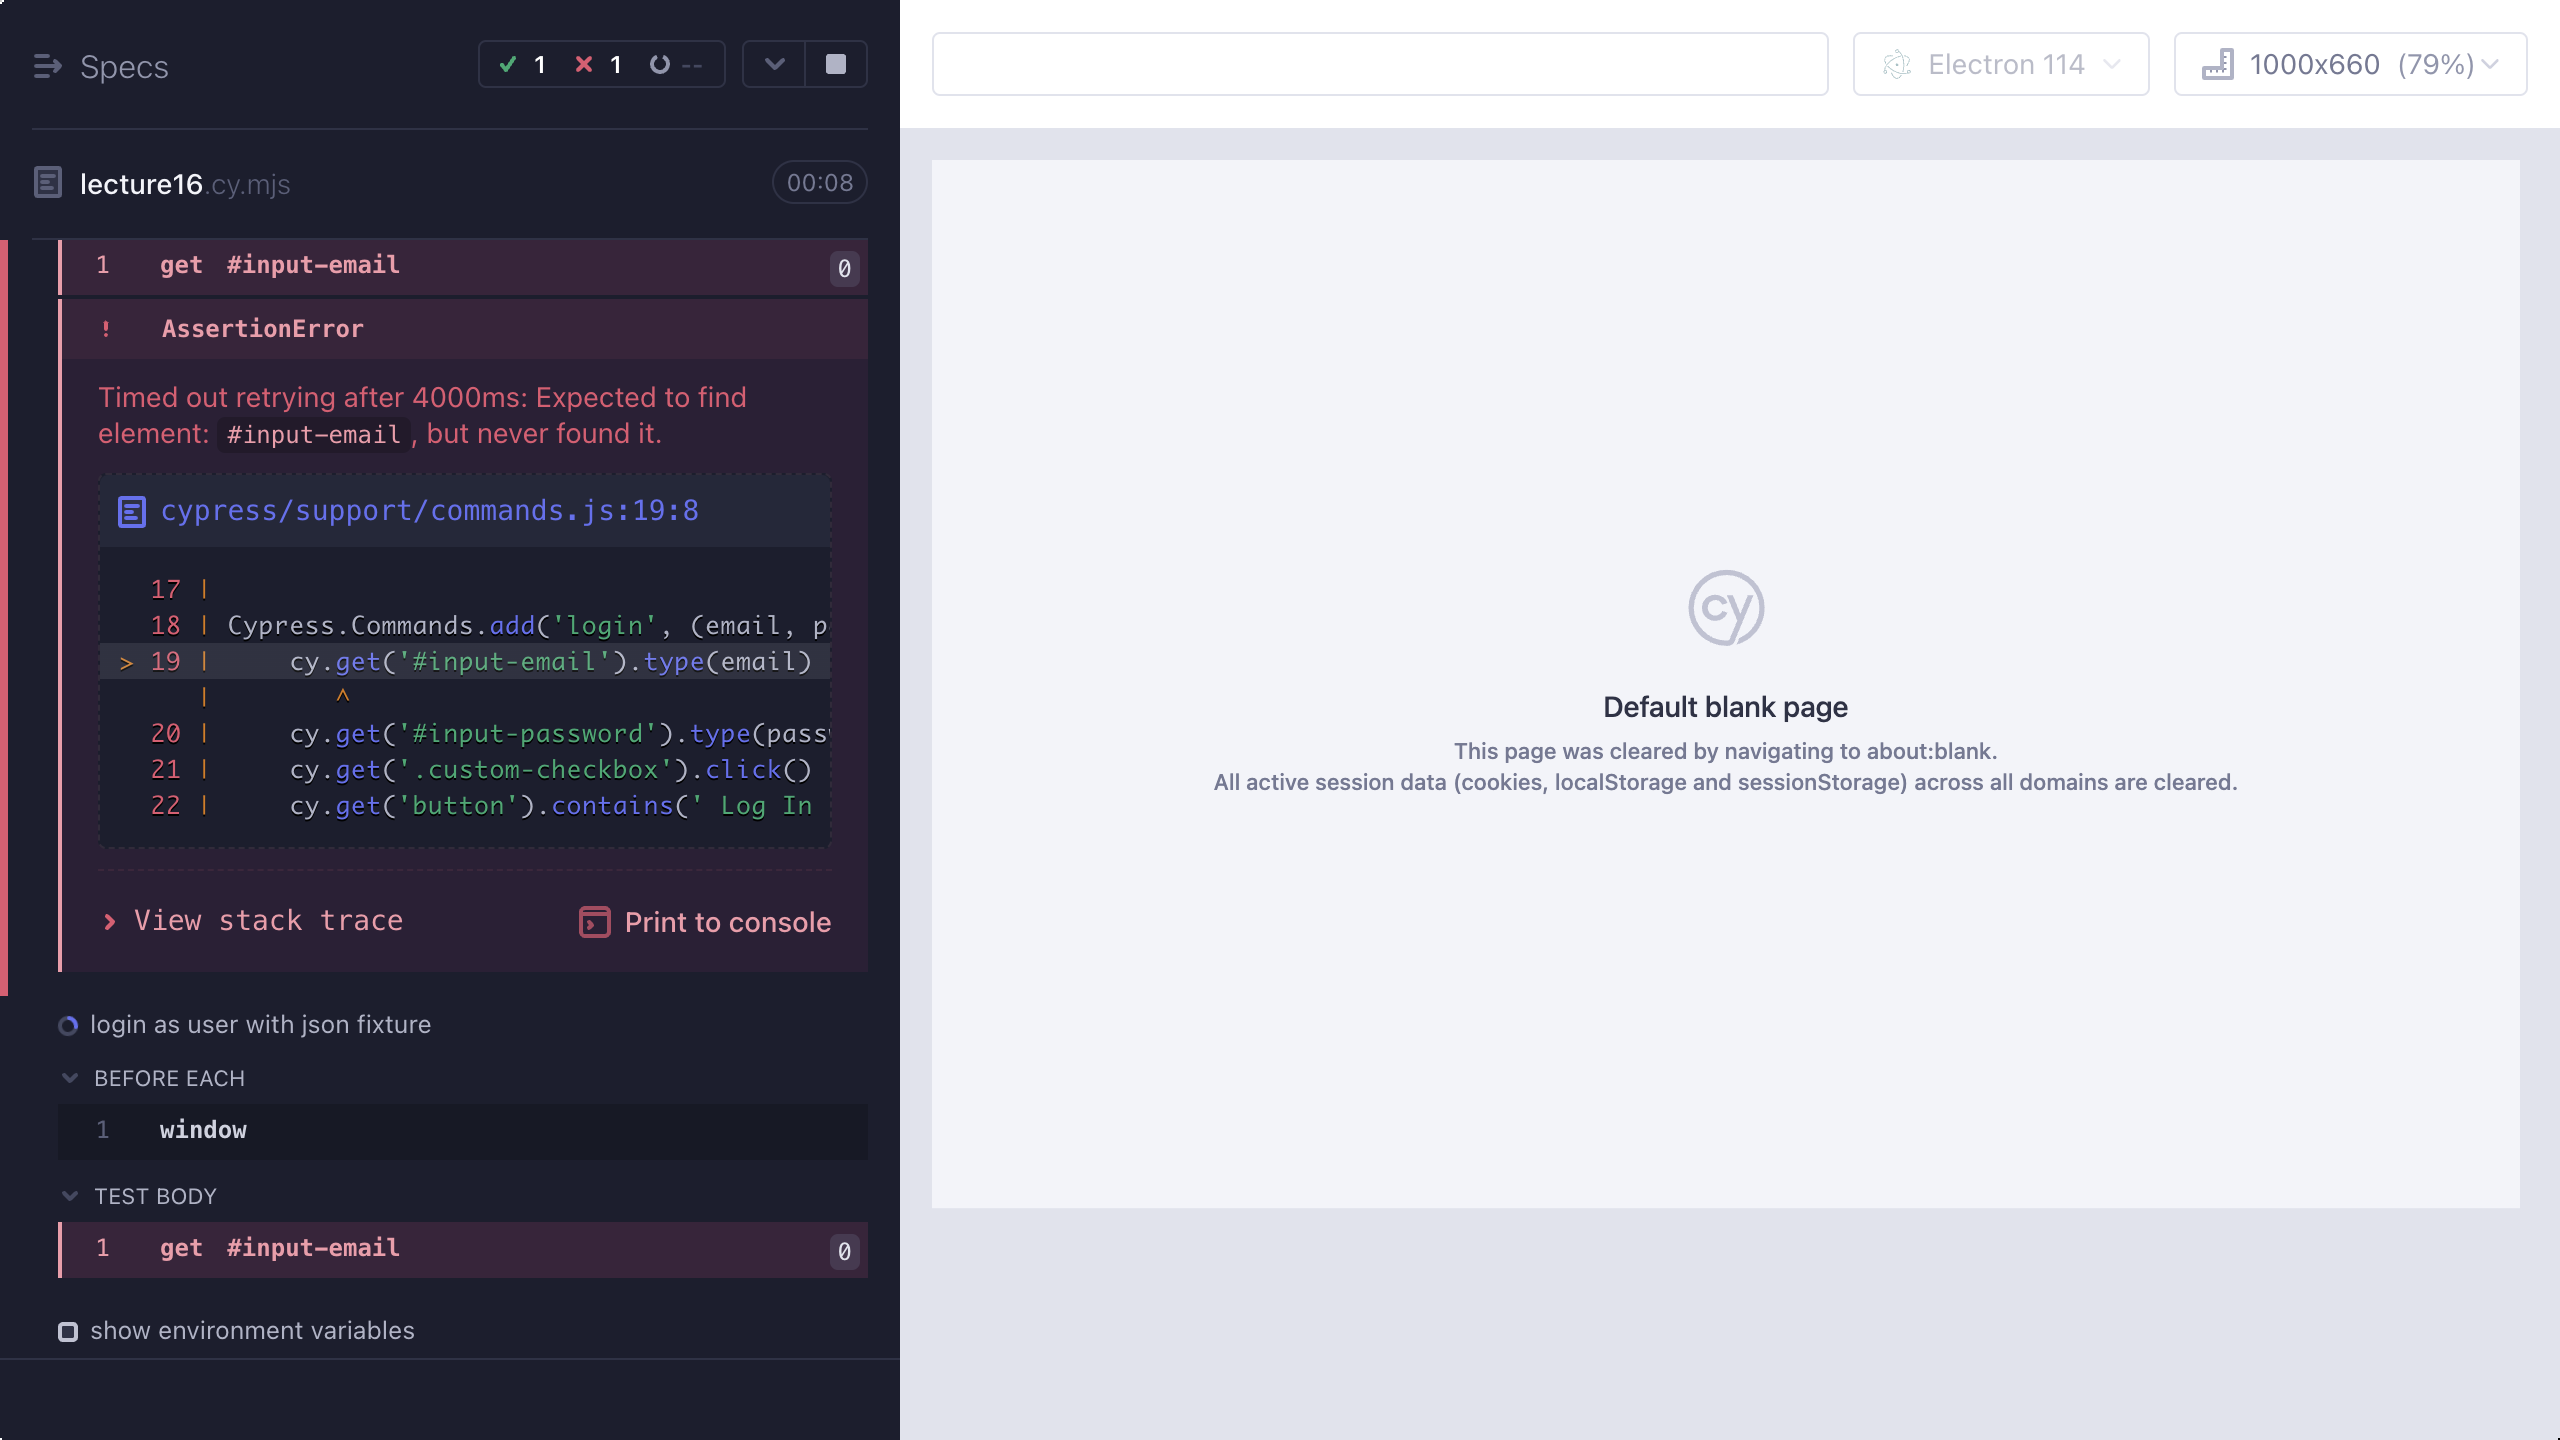 Specs
1
1
--
lecture16.cy.mjs
00:08
1 get #input-email 0
! AssertionError
Timed out retrying after 4000ms: Expected to find
element: #input-email , but never found it.
cypress/support/commands.js:19:8
17 |
18 | Cypress.Commands.add('login', (email, p
> 19 | cy.get('#input-email').type(email)
| ^
20 | cy.get('#input-password').type(passw
21 | cy.get('.custom-checkbox').click()
22 | cy.get('button').contains(' Log In
View stack trace
Print to console
login as user with json fixture
BEFORE EACH
1 window
TEST BODY
1 get #input-email 0
show environment variables
Electron 114
1000x660 (79%)
cy
Default blank page
This page was cleared by navigating to about:blank.
All active session data (cookies, localStorage and sessionStorage) across all domains are cleared.